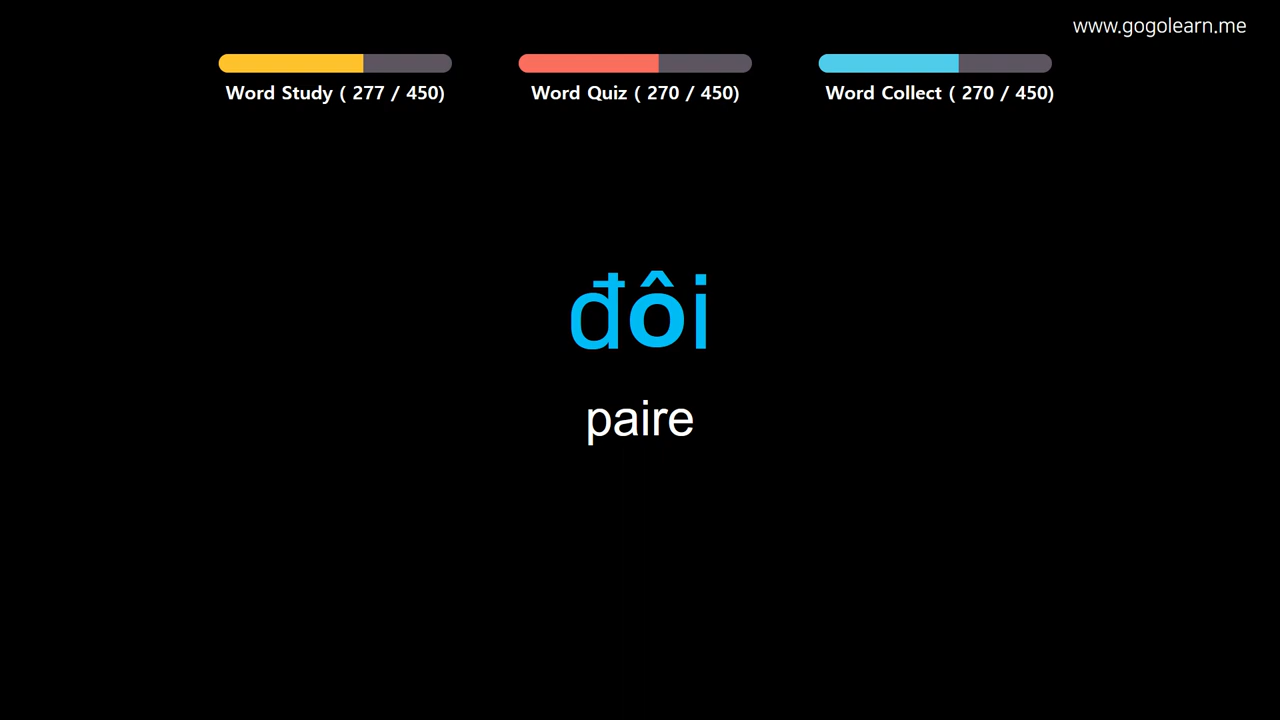 www.gogolearn.me
Word Study ( 277 / 450)
Word Quiz ( 270 / 450)
Word Collect ( 270 / 450)
đôi
paire